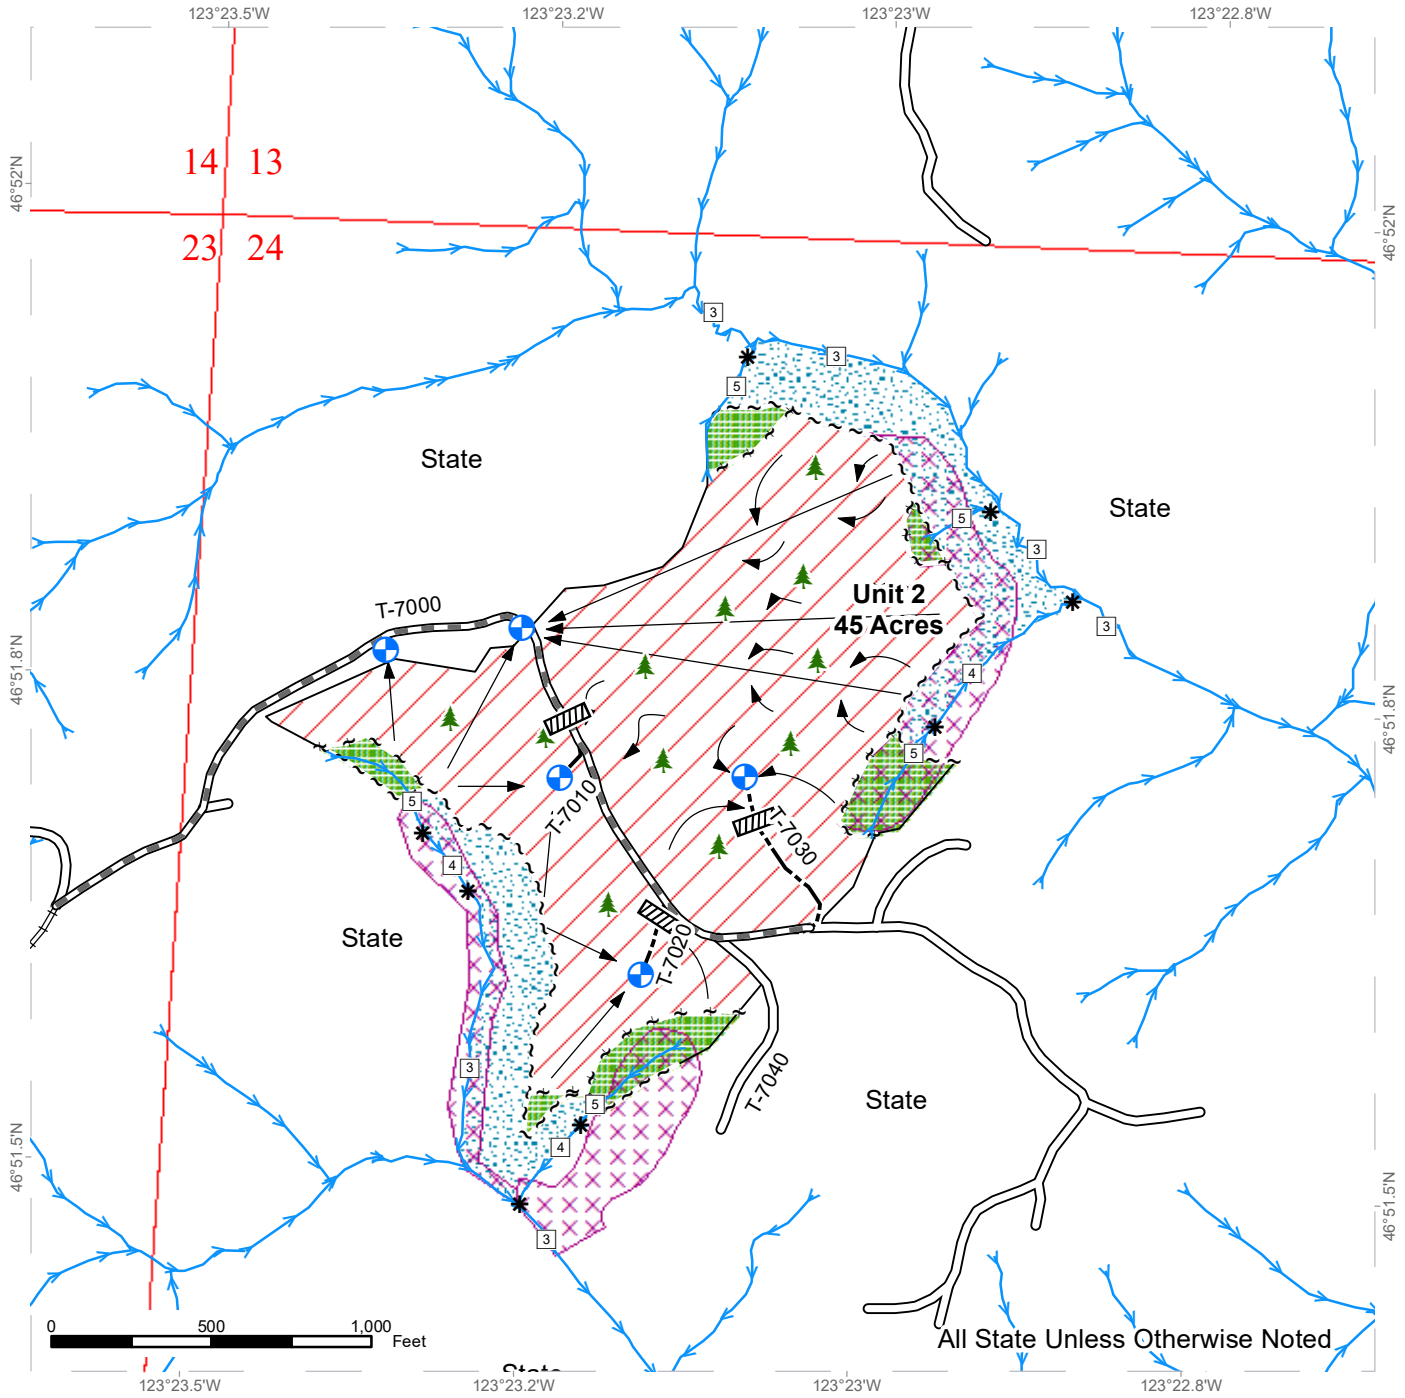 123°23.5'W 123°23.2'W 123°23'W 123°22.8'W
14 13
46°52'N
46°52'N
23 24
3
3
5
State
State
5
3
Unit 2
45 Acres
T-7000
3
46°51.8'N
4
46°51.8'N
5
T-7010
5
T-7030
4
State
T-7020
3
T-7040
State
5
4
46°51.5'N
46°51.5'N
3
0 500 1,000
Feet
All State Unless Otherwise Noted
State
123°23.5'W 123°23.2'W 123°23'W 123°22.8'W